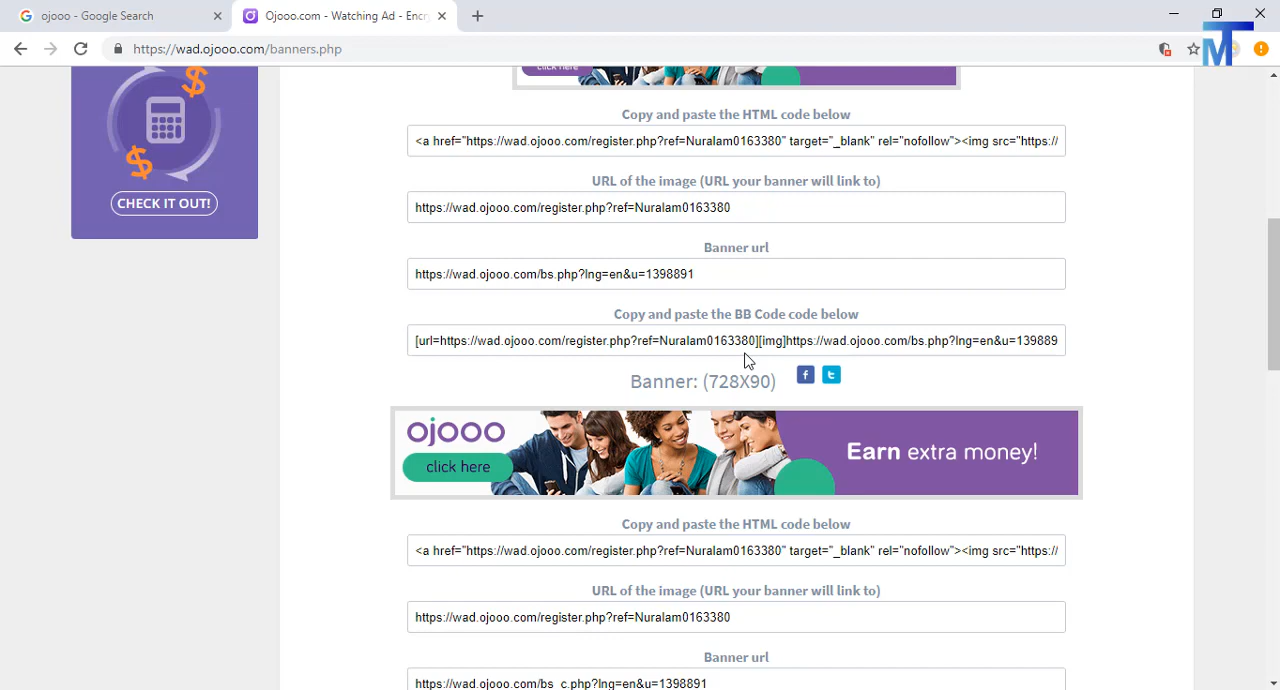 ojooo - Google Search
Ojooo.com - Watching Ad - Encry
https://wad.ojooo.com/banners.php
MT
$
$
CHECK IT OUT!
click here
Copy and paste the HTML code below
<a href="https://wad.ojooo.com/register.php?ref=Nuralam0163380" target="_blank" rel="nofollow"><img src="https://
URL of the image (URL your banner will link to)
https://wad.ojooo.com/register.php?ref=Nuralam0163380
Banner url
https://wad.ojooo.com/bs.php?lng=en&u=1398891
Copy and paste the BB Code code below
[url=https://wad.ojooo.com/register.php?ref=Nuralam0163380][img]https://wad.ojooo.com/bs.php?lng=en&u=139889
Banner: (728X90)
ojooo
click here
Earn extra money!
Copy and paste the HTML code below
<a href="https://wad.ojooo.com/register.php?ref=Nuralam0163380" target="_blank" rel="nofollow"><img src="https://
URL of the image (URL your banner will link to)
https://wad.ojooo.com/register.php?ref=Nuralam0163380
Banner url
https://wad.ojooo.com/bs_c.php?lng=en&u=1398891